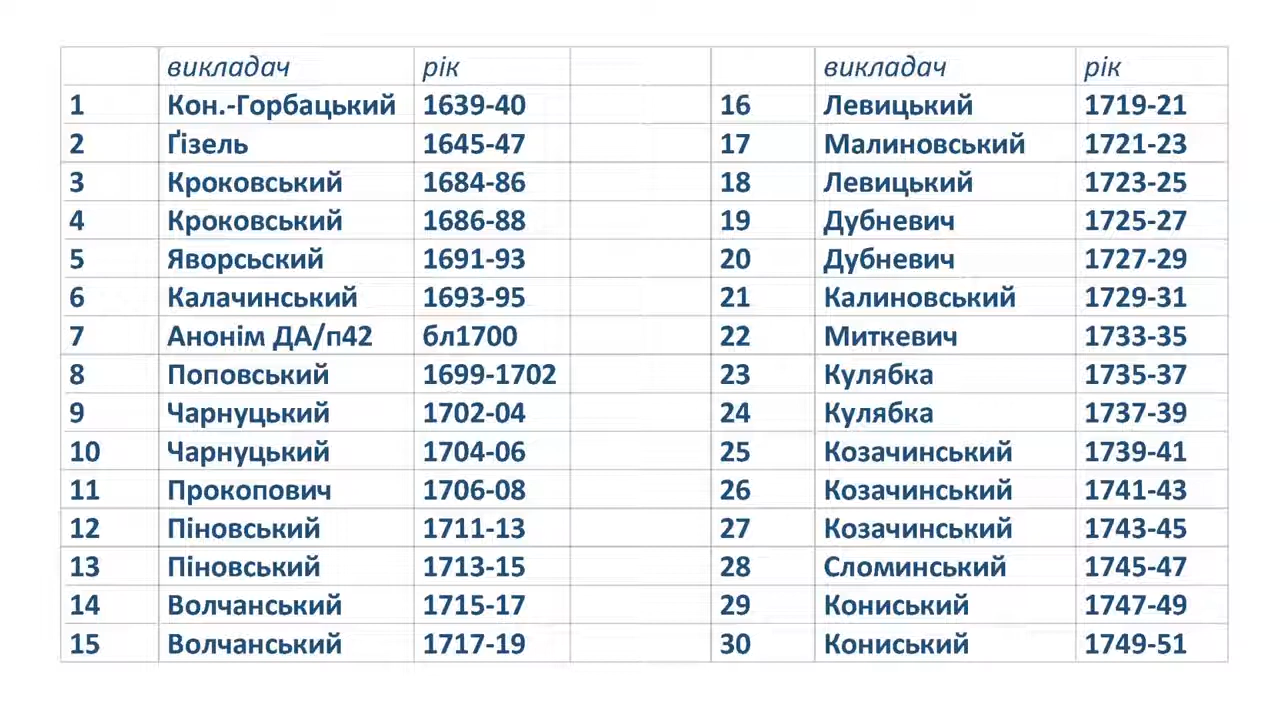 викладач рік викладач рік
1 Кон.-Горбацький 1639-40 16 Левицький 1719-21
2 Ґізель 1645-47 17 Малиновський 1721-23
3 Кроковський 1684-86 18 Левицький 1723-25
4 Кроковський 1686-88 19 Дубневич 1725-27
5 Яворсьский 1691-93 20 Дубневич 1727-29
6 Калачинський 1693-95 21 Калиновський 1729-31
7 Анонім ДА/п42 бл1700 22 Миткевич 1733-35
8 Поповський 1699-1702 23 Кулябка 1735-37
9 Чарнуцький 1702-04 24 Кулябка 1737-39
10 Чарнуцький 1704-06 25 Козачинський 1739-41
11 Прокопович 1706-08 26 Козачинський 1741-43
12 Піновський 1711-13 27 Козачинський 1743-45
13 Піновський 1713-15 28 Сломинський 1745-47
14 Волчанський 1715-17 29 Кониський 1747-49
15 Волчанський 1717-19 30 Кониський 1749-51